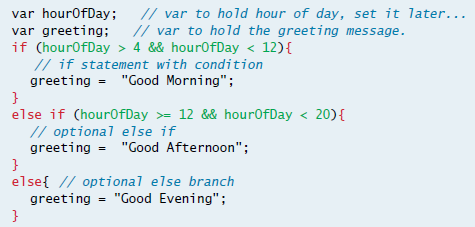 var hourOfDay;   // var to hold hour of day, set it later...
var greeting;   // var to hold the greeting message.
if (hourOfDay > 4 && hourOfDay < 12){
   // if statement with condition
  greeting =  "Good Morning";
}
else if (hourOfDay >= 12 && hourOfDay < 20){
  // optional else if
  greeting =  "Good Afternoon";
}
else{ // optional else branch
  greeting = "Good Evening";
}